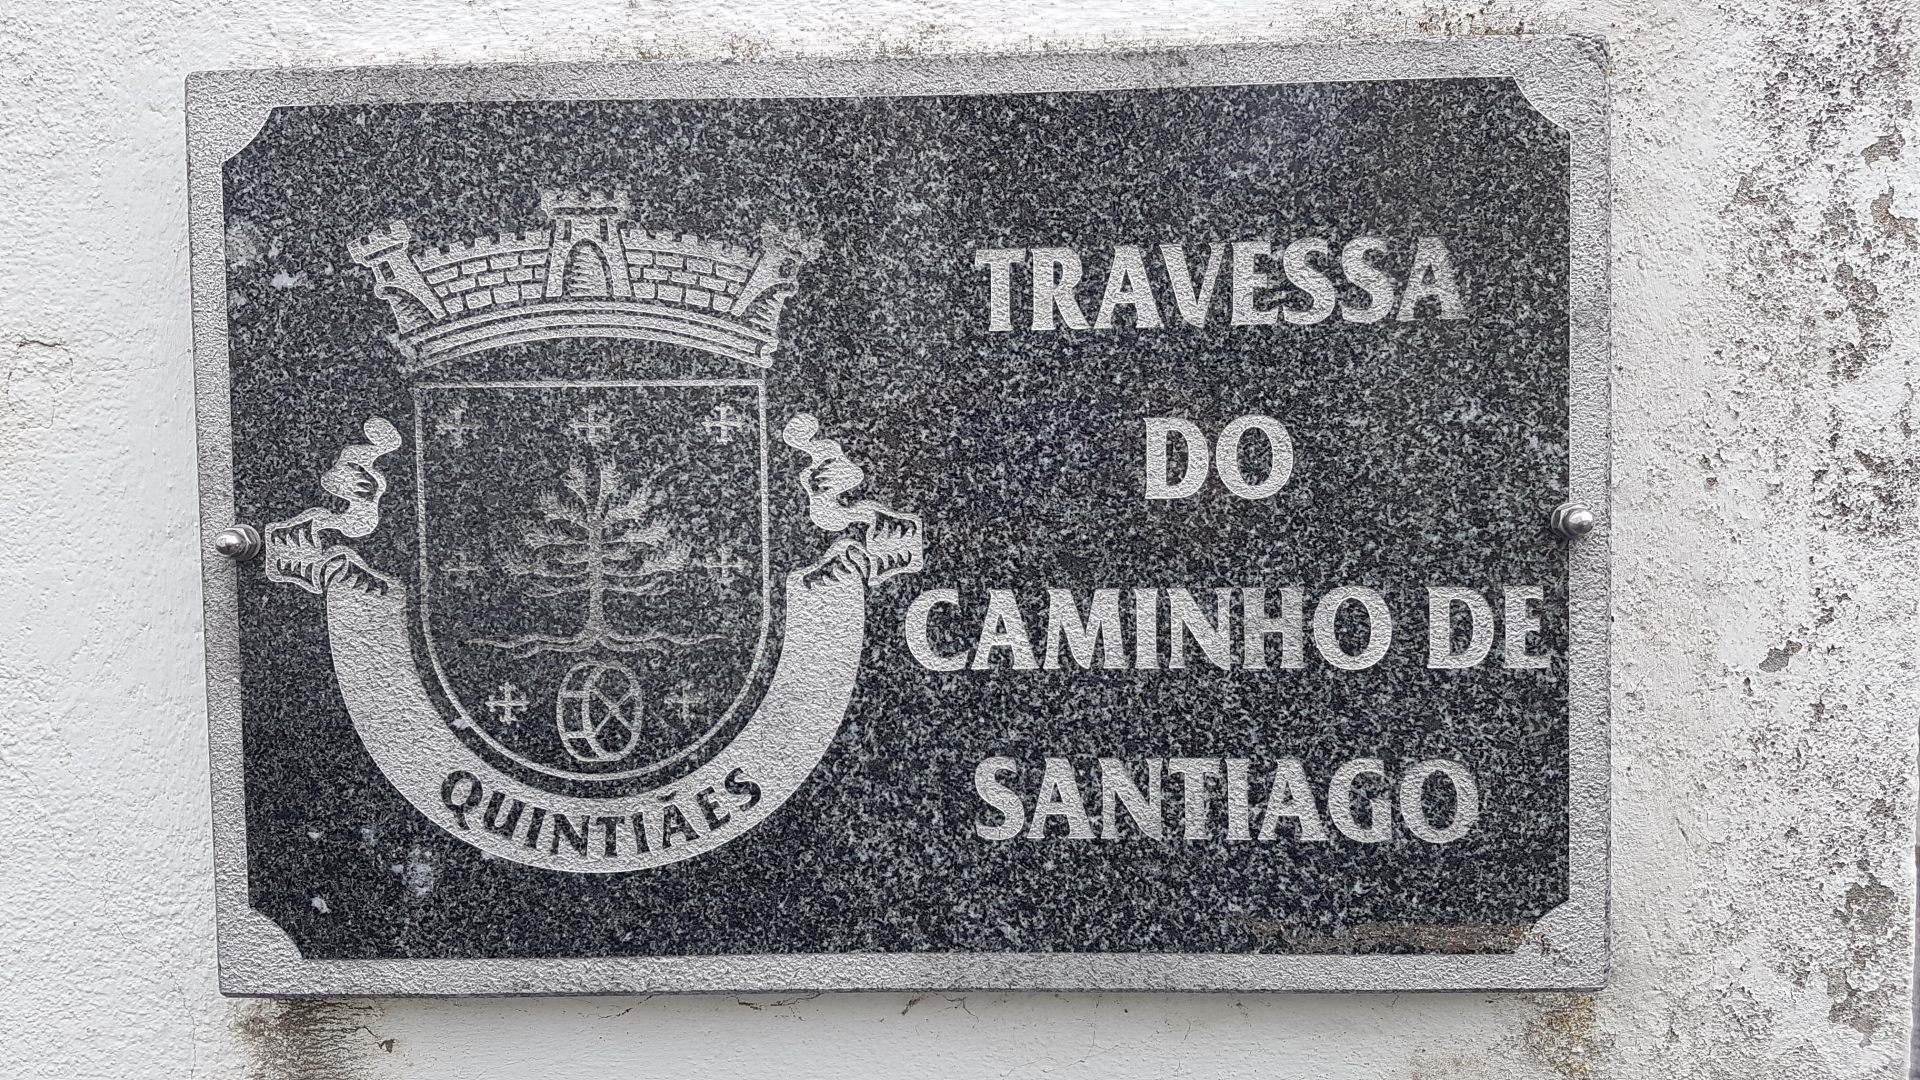 TRAVESSA
DO
CAMINHO DE
SANTIAGO
QUINTIÃES